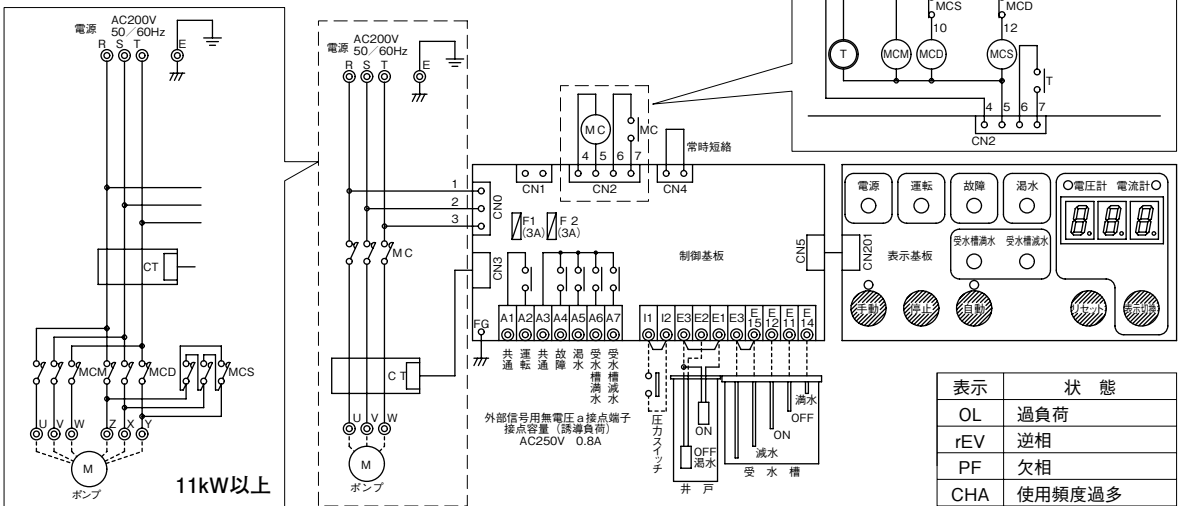 電源 AC200V 50/60Hz
R S T E
CT
MCM MCD MCS
U V W Z X Y
M
ポンプ
11kW以上
電源 AC200V 50/60Hz
R S T E
MC
CT
U V W
M
ポンプ
1
2
3
CN0
CN3
FG
CN1
MC
MC
4 5 6 7
CN2
常時短絡
CN4
F1 (3A)
F2 (3A)
制御基板
CN5
A1 A2 A3 A4 A5 A6 A7
共通 運転 共通 故障 渇水 受水槽満水 受水槽減水
外部信号用無電圧a接点端子
接点容量(誘導負荷)
AC250V 0.8A
I1 I2 E3 E2 E1 E3 E15 E12 E11 E14
圧力スイッチ
ON
OFF
渇水
井戸
満水
OFF
ON
減水
受水槽
MCS MCD
10 12
T MCM MCD MCS T
4 5 6 7
CN2
CN201
表示基板
電源 運転 故障 渇水
受水槽満水 受水槽減水
電圧計 電流計
8.8.8.
手動 停止 自動 リセット 表示切換
表示 状態
OL 過負荷
rEV 逆相
PF 欠相
CHA 使用頻度過多